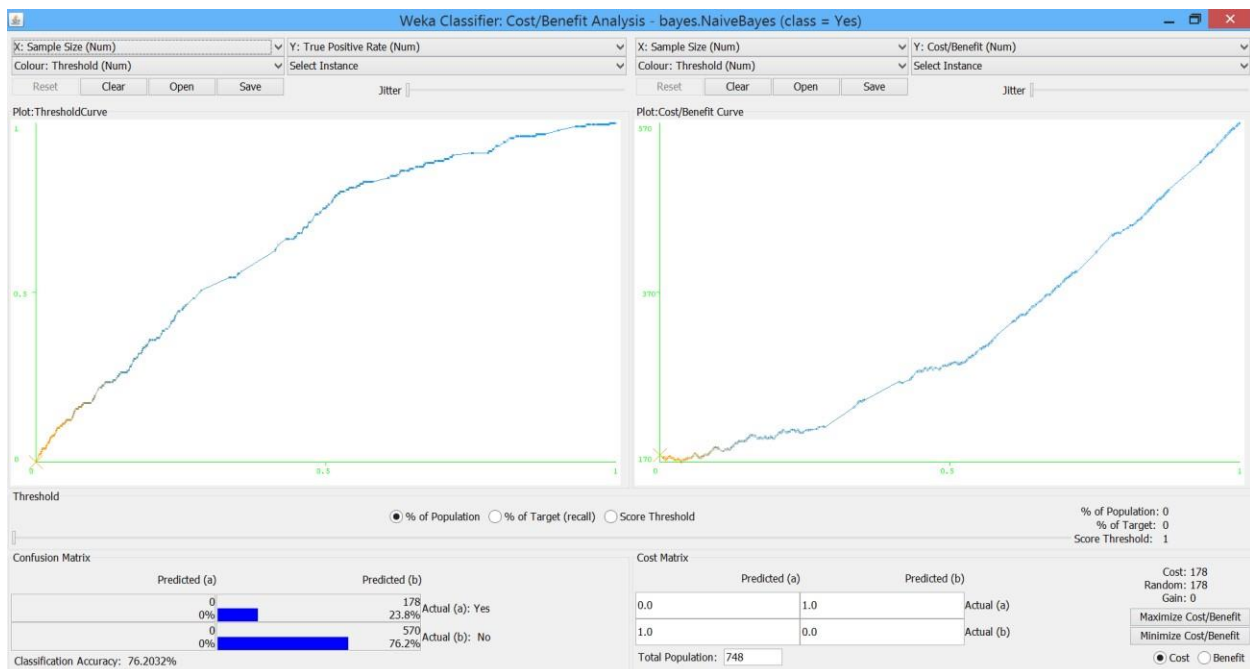 Weka Classifier: Cost/Benefit Analysis - bayes.NaiveBayes (class = Yes)
X: Sample Size (Num) Y: True Positive Rate (Num)
Colour: Threshold (Num) Select Instance
Reset Clear Open Save Jitter
Plot:ThresholdCurve
1
0.5
0
0 0.5 1
X: Sample Size (Num) Y: Cost/Benefit (Num)
Colour: Threshold (Num) Select Instance
Reset Clear Open Save Jitter
Plot:Cost/Benefit Curve
570
370
170
0 0.5 1
Threshold
% of Population % of Target (recall) Score Threshold
% of Population: 0
% of Target: 0
Score Threshold: 1
Confusion Matrix
Predicted (a) Predicted (b)
0 178
0% 23.8% Actual (a): Yes
0 570
0% 76.2% Actual (b): No
Classification Accuracy: 76.2032%
Cost Matrix
Predicted (a) Predicted (b)
0.0 1.0 Actual (a)
1.0 0.0 Actual (b)
Total Population: 748
Cost: 178
Random: 178
Gain: 0
Maximize Cost/Benefit
Minimize Cost/Benefit
Cost Benefit